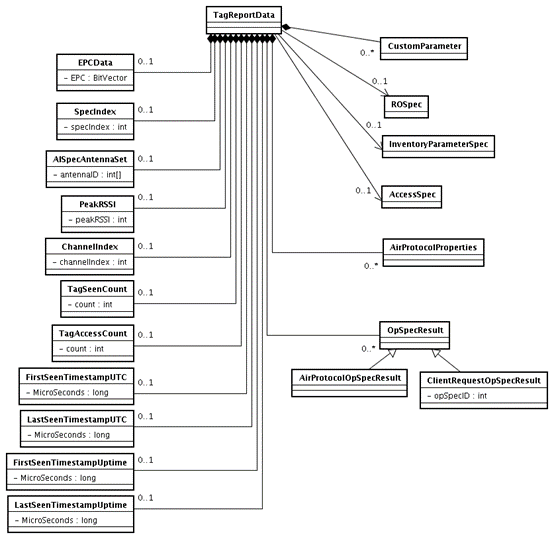 TagReportData
EPCData
- EPC : BitVector
0..1
SpecIndex
- specIndex : int
0..1
AISpecAntennaSet
- antennaID : int[]
0..1
PeakRSSI
- peakRSSI : int
0..1
ChannelIndex
- channelIndex : int
0..1
TagSeenCount
- count : int
0..1
TagAccessCount
- count : int
0..1
FirstSeenTimestampUTC
- MicroSeconds : long
0..1
LastSeenTimestampUTC
- MicroSeconds : long
0..1
FirstSeenTimestampUptime
- MicroSeconds : long
0..1
LastSeenTimestampUptime
- MicroSeconds : long
0..1
CustomParameter
0..*
0..1
ROSpec
0..1
InventoryParameterSpec
0..1
AccessSpec
AirProtocolProperties
0..*
OpSpecResult
0..*
AirProtocolOpSpecResult
ClientRequestOpSpecResult
- opSpecID : int